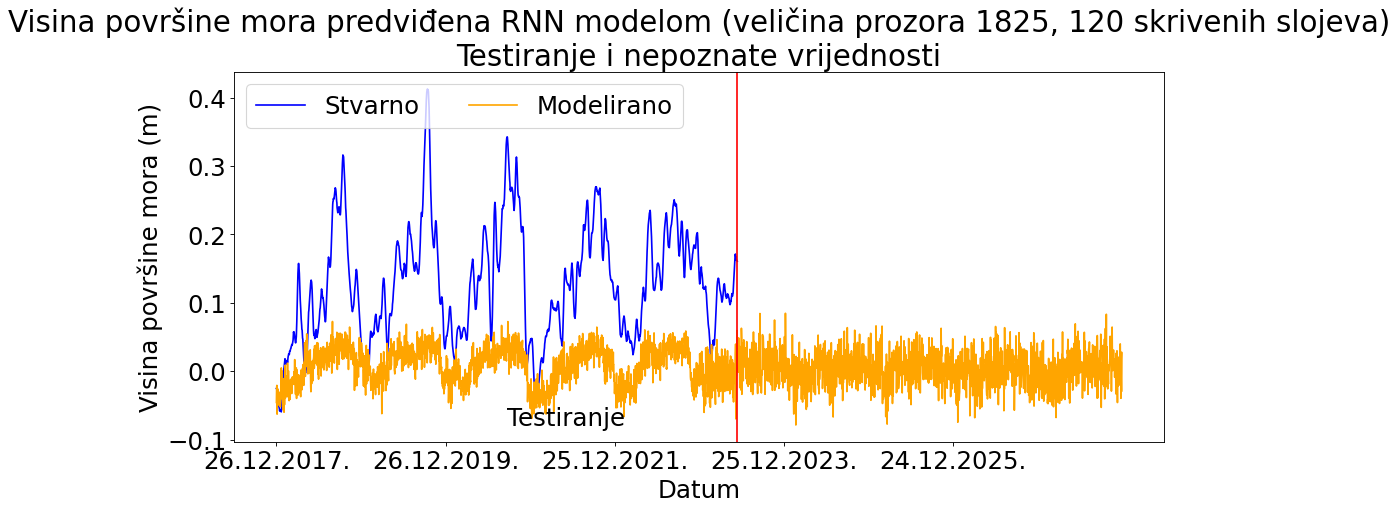 Visina površine mora predviđena RNN modelom (veličina prozora 1825, 120 skrivenih slojeva)
Testiranje i nepoznate vrijednosti
Stvarno Modelirano
Visina površine mora (m)
0.4
0.3
0.2
0.1
0.0
−0.1
Testiranje
26.12.2017. 26.12.2019. 25.12.2021. 25.12.2023. 24.12.2025.
Datum